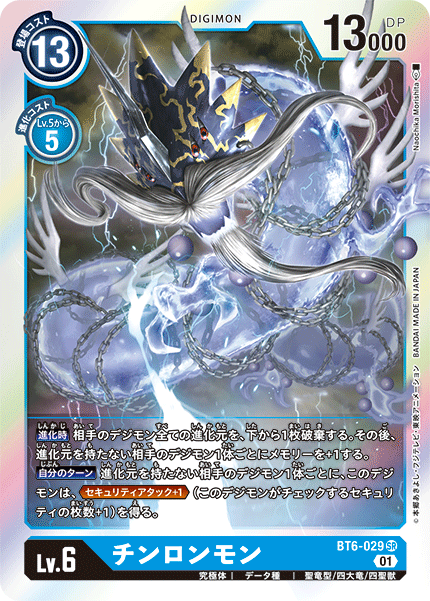 登場コスト
13
DIGIMON
13000 DP
進化コスト
Lv.5から
5
Naochika Morishita
©本郷あきよし・フジテレビ・東映アニメーション BANDAI MADE IN JAPAN
進化時 相手のデジモン全ての進化元を、下から1枚破棄する。その後、
進化元を持たない相手のデジモン1体ごとにメモリーを+1する。
自分のターン 進化元を持たない相手のデジモン1体ごとに、このデジ
モンは、セキュリティアタック+1（このデジモンがチェックするセキュリ
ティの枚数+1）を得る。
BT6-029 SR
Lv.6 チンロンモン
01
究極体 | データ種 | 聖竜型/四大竜/四聖獣